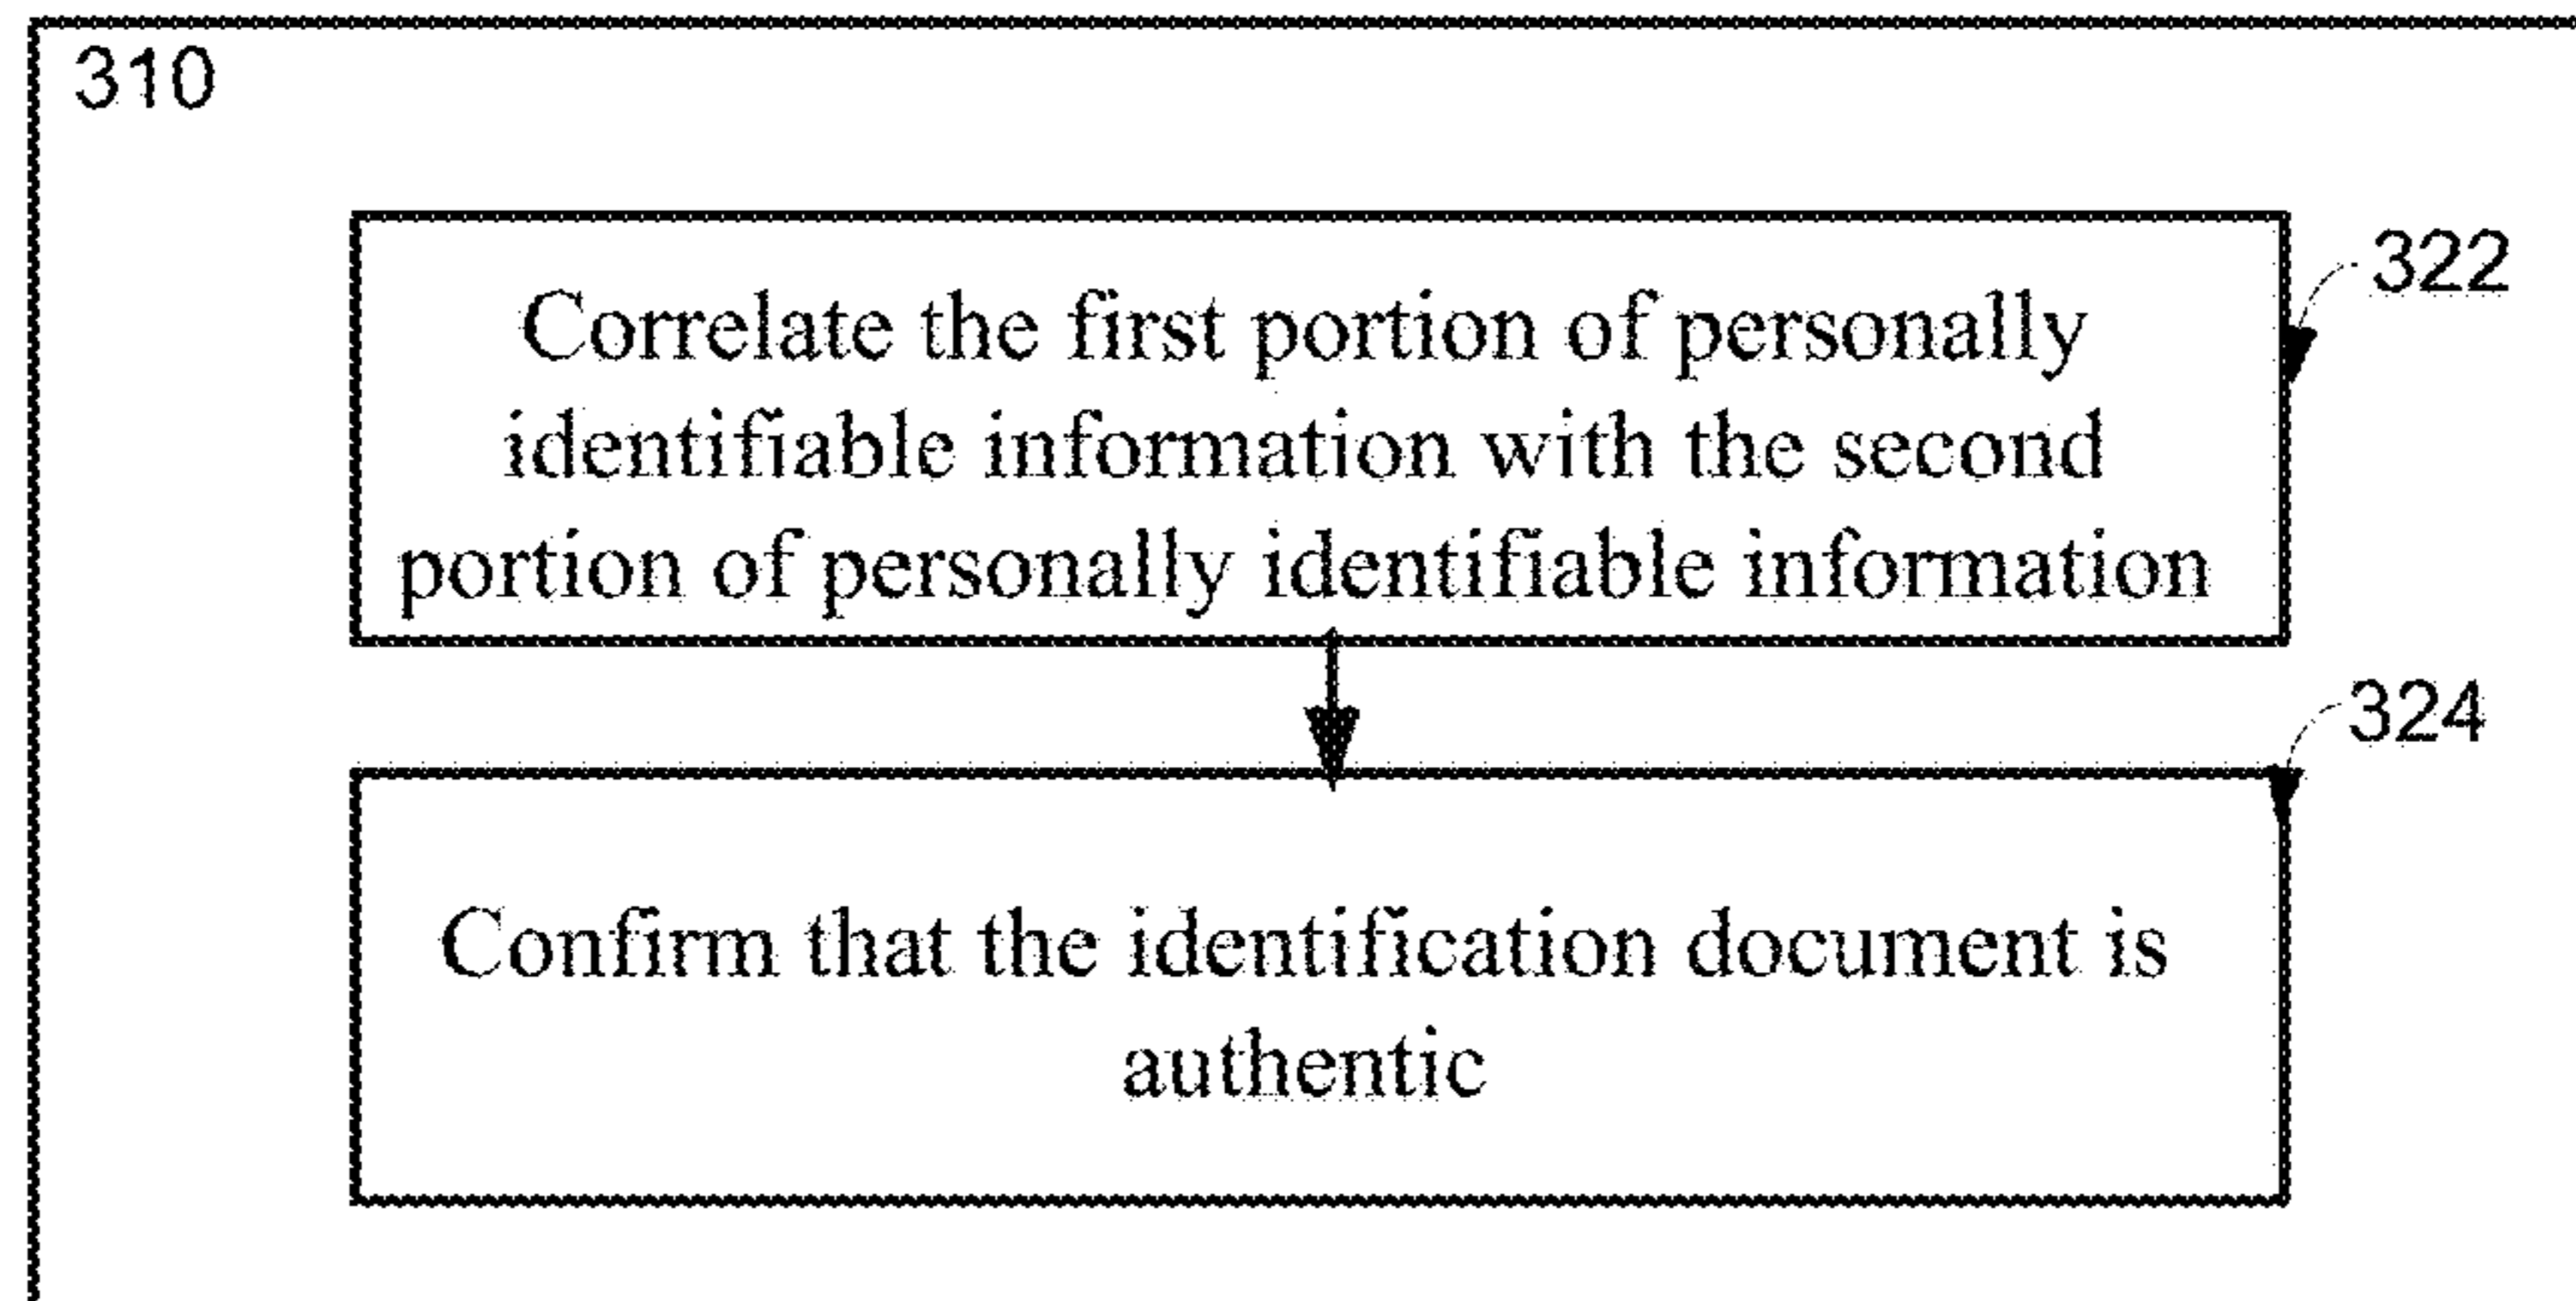 310
322
Correlate the first portion of personally
identifiable information with the second
portion of personally identifiable information
324
Confirm that the identification document is
authentic